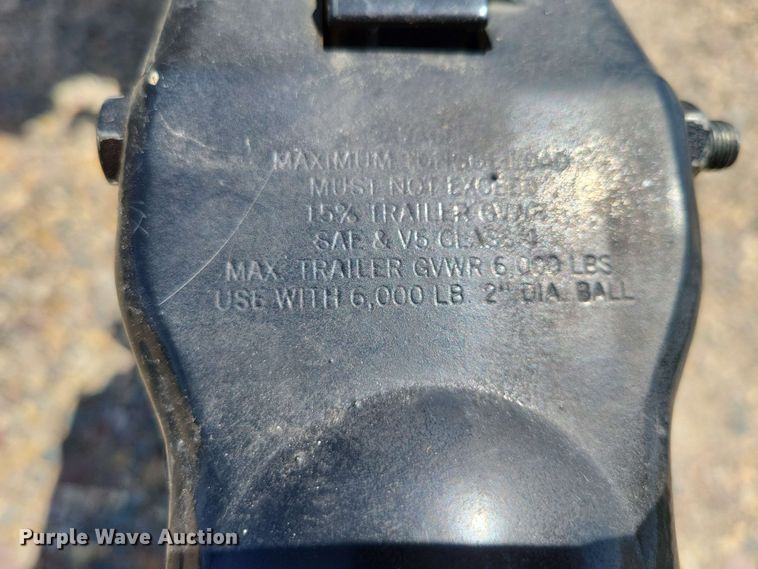 MAXIMUM TONGUE LOAD
MUST NOT EXCEED
15% TRAILER GVWR
SAE & V5 CLASS 4
MAX. TRAILER GVWR 6,000 LBS
USE WITH 6,000 LB 2" DIA. BALL
Purple Wave Auction®